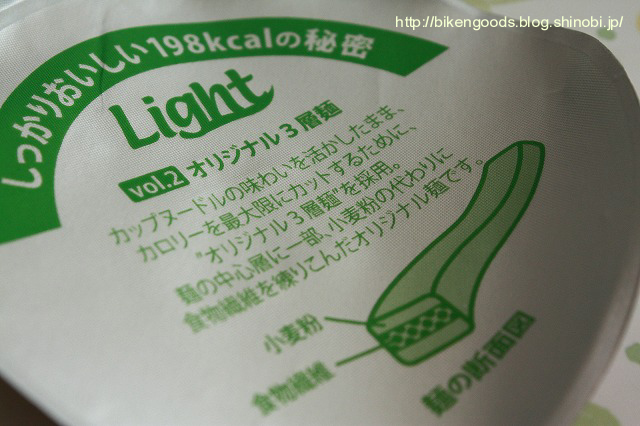 http://bikengoods.blog.shinobi.jp/
しっかりおいしい198kcalの秘密
Light
vol.2 オリジナル3層麺
カップヌードルの味わいを活かしたまま、
カロリーを最大限にカットするために、
"オリジナル3層麺"を採用。
麺の中心層に一部、小麦粉の代わりに
食物繊維を練りこんだオリジナル麺です。
小麦粉
食物繊維
麺の断面図